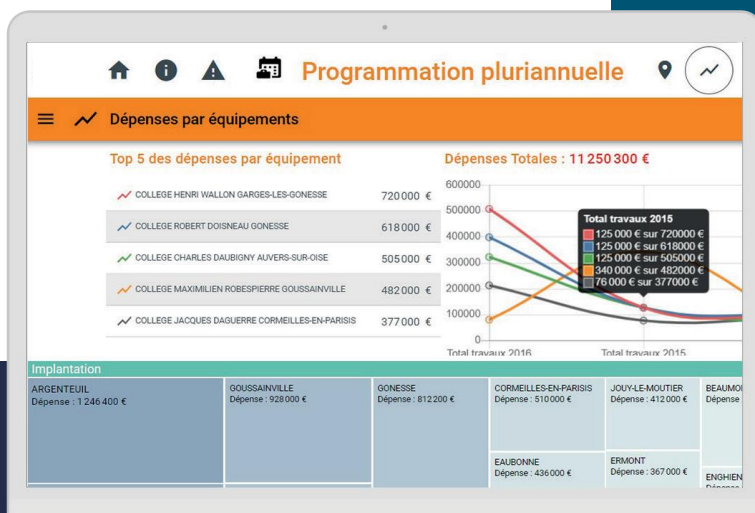 Programmation pluriannuelle
Dépenses par équipements
Top 5 des dépenses par équipement
COLLEGE HENRI WALLON GARGES-LES-GONESSE 720 000 €
COLLEGE ROBERT DOISNEAU GONESSE 618 000 €
COLLEGE CHARLES DAUBIGNY AUVERS-SUR-OISE 505 000 €
COLLEGE MAXIMILIEN ROBESPIERRE GOUSSAINVILLE 482 000 €
COLLEGE JACQUES DAGUERRE CORMEILLES-EN-PARISIS 377 000 €
Dépenses Totales : 11 250 300 €
600000
500000
400000
300000
200000
100000
0
Total travaux 2015
125 000 € sur 720000 €
125 000 € sur 618000 €
125 000 € sur 505000 €
340 000 € sur 482000 €
76 000 € sur 377000 €
Total travaux 2016
Total travaux 2015
Implantation
ARGENTEUIL
Dépense : 1 246 400 €
GOUSSAINVILLE
Dépense : 928 000 €
GONESSE
Dépense : 812 200 €
CORMEILLES-EN-PARISIS
Dépense : 510 000 €
JOUY-LE-MOUTIER
Dépense : 412 000 €
BEAUMO
Dépense
EAUBONNE
Dépense : 436 000 €
ERMONT
Dépense : 367 000 €
ENGHIEN